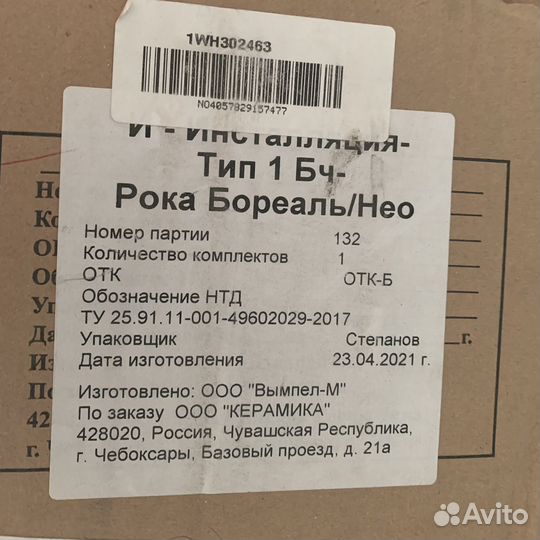 1WH302463
NO4057829157477
И - Инсталляция-
Тип 1 Бч-
Рока Бореаль/Нео
Номер партии 132
Количество комплектов 1
ОТК ОТК-Б
Обозначение НТД
ТУ 25.91.11-001-49602029-2017
Упаковщик Степанов
Дата изготовления 23.04.2021 г.
Изготовлено: ООО "Вымпел-М"
По заказу ООО "КЕРАМИКА"
428020, Россия, Чувашская Республика,
г. Чебоксары, Базовый проезд, д. 21а
г.
Avito